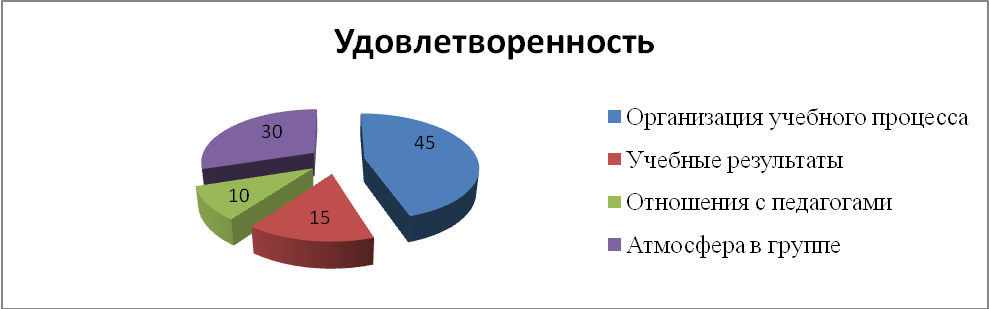 Удовлетворенность
30
45
10
15
Организация учебного процесса
Учебные результаты
Отношения с педагогами
Атмосфера в группе